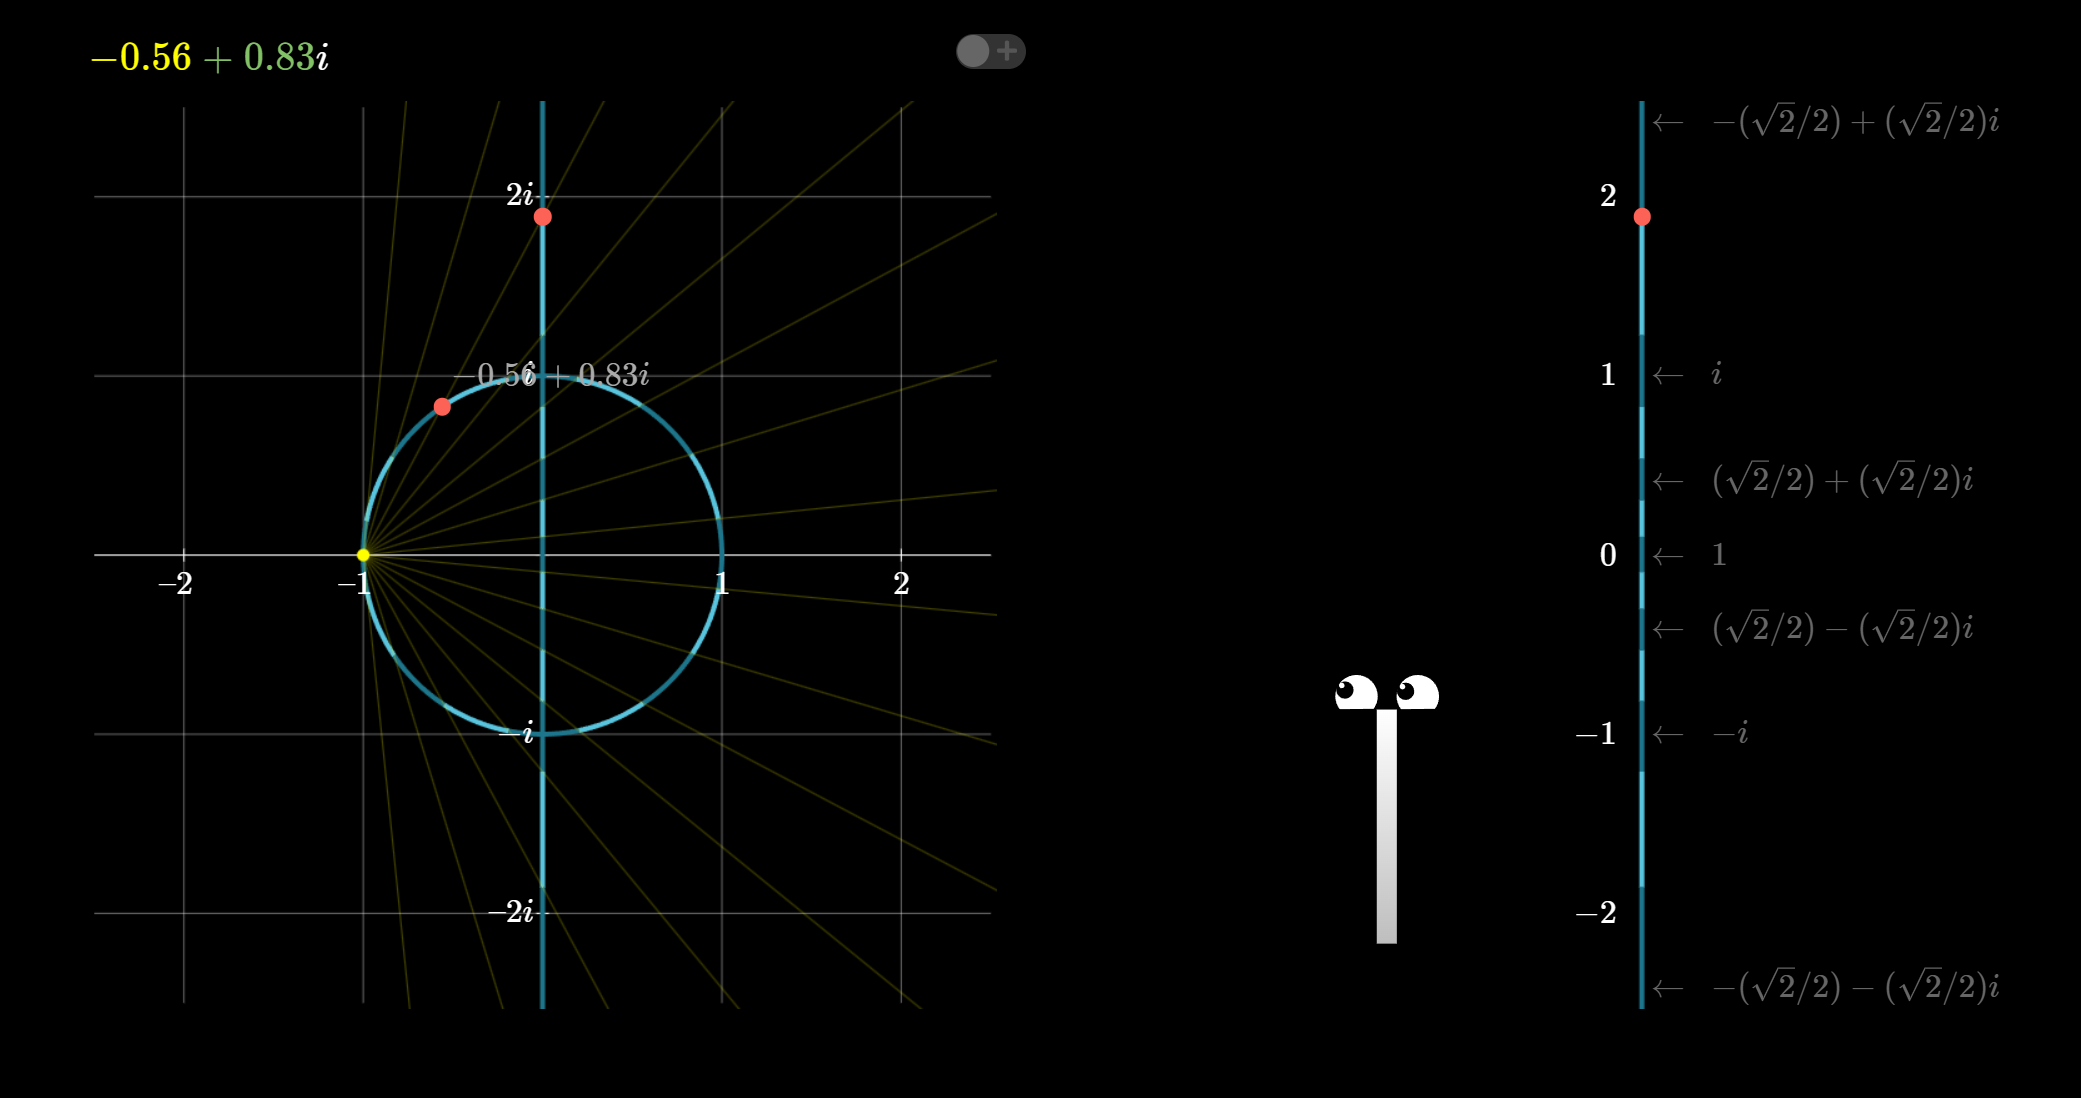 −0.56 + 0.83i
+
2i
−0.56 + 0.83i
i
−2 −1 1 2
−i
−2i
← −(√2/2) + (√2/2)i
2
1 ← i
← (√2/2) + (√2/2)i
0 ← 1
← (√2/2) − (√2/2)i
−1 ← −i
−2
← −(√2/2) − (√2/2)i